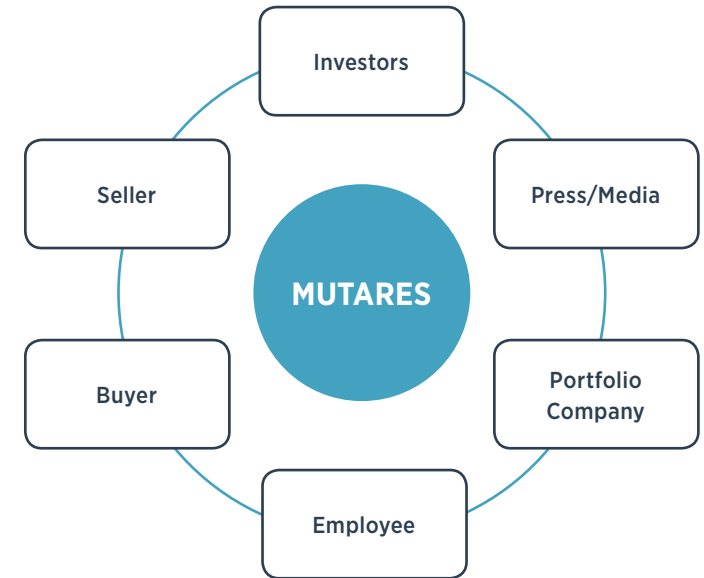 Investors
Seller
Press/Media
MUTARES
Buyer
Portfolio
Company
Employee